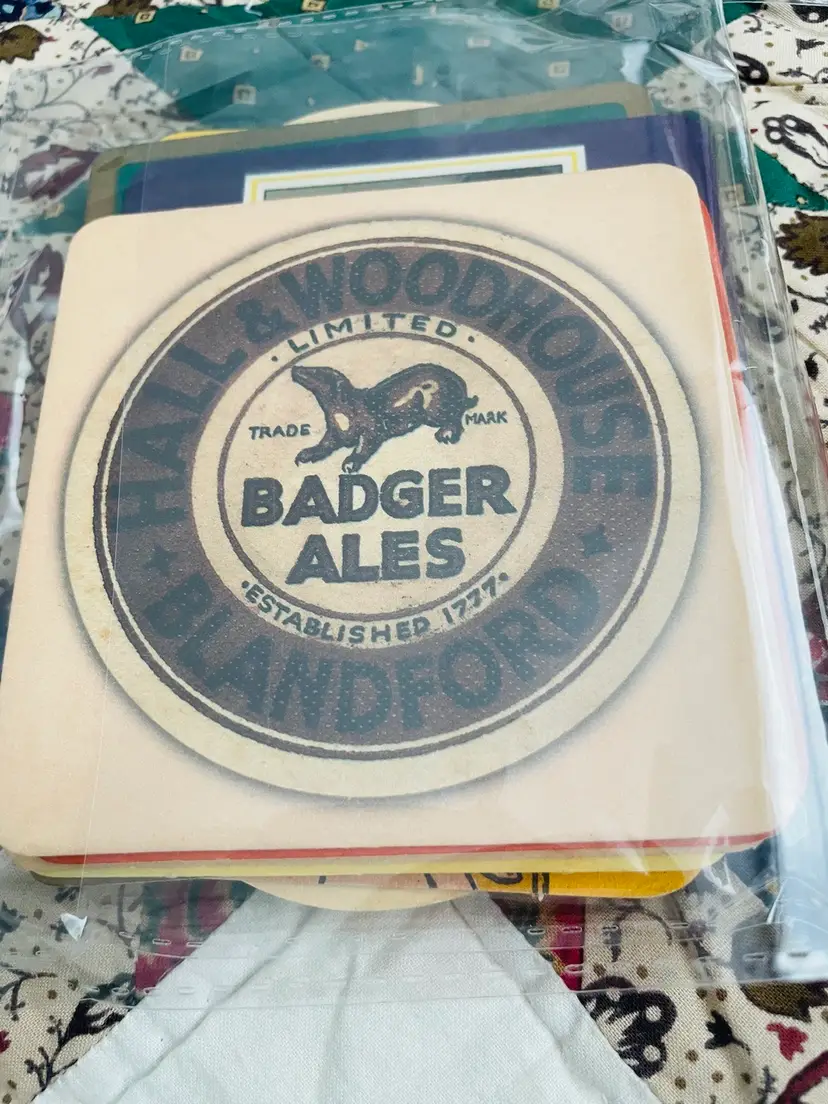 HALL & WOODHOUSE
· LIMITED ·
TRADE MARK
BADGER
ALES
· ESTABLISHED 1777 ·
BLANDFORD